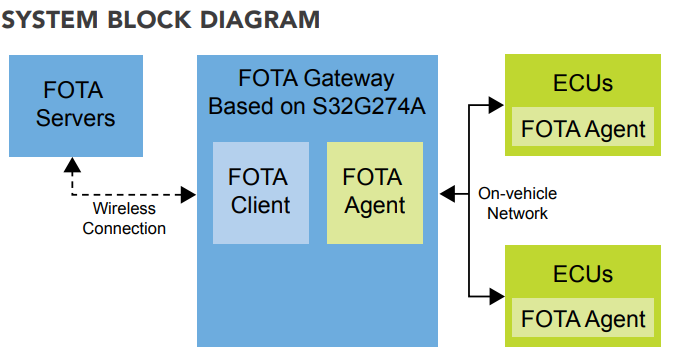 SYSTEM BLOCK DIAGRAM
FOTA
Servers
Wireless
Connection
FOTA Gateway
Based on S32G274A
FOTA
Client
FOTA
Agent
On-vehicle
Network
ECUs
FOTA Agent
ECUs
FOTA Agent